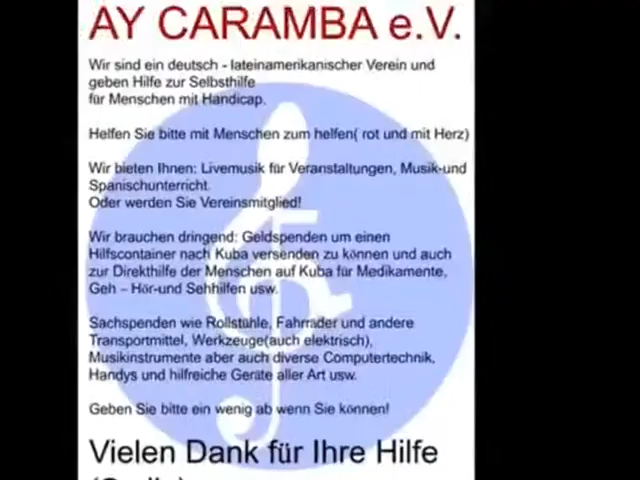 AY CARAMBA e.V.
Wir sind ein deutsch - lateinamerikanischer Verein und
geben Hilfe zur Selbsthilfe
für Menschen mit Handicap.
Helfen Sie bitte mit Menschen zum helfen( rot und mit Herz)
Wir bieten Ihnen: Livemusik für Veranstaltungen, Musik-und
Spanischunterricht.
Oder werden Sie Vereinsmitglied!
Wir brauchen dringend: Geldspenden um einen
Hilfscontainer nach Kuba versenden zu können und auch
zur Direkthilfe der Menschen auf Kuba für Medikamente,
Geh – Hör-und Sehhilfen usw.
Sachspenden wie Rollstühle, Fahrräder und andere
Transportmittel, Werkzeuge(auch elektrisch),
Musikinstrumente aber auch diverse Computertechnik,
Handys und hilfreiche Geräte aller Art usw.
Geben Sie bitte ein wenig ab wenn Sie können!
Vielen Dank für Ihre Hilfe